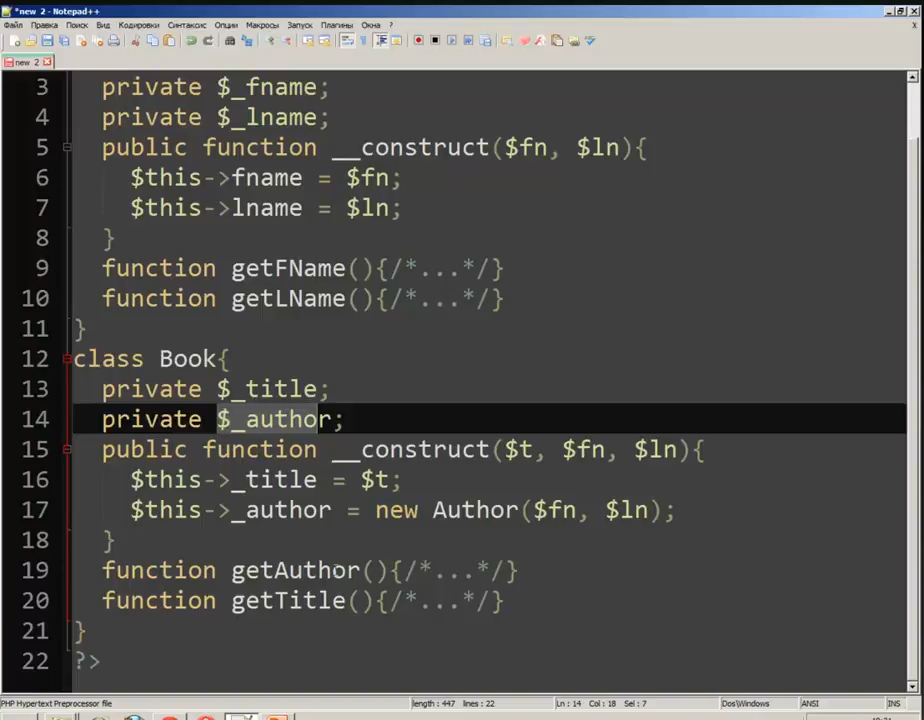 *new 2 - Notepad++
Файл Правка Поиск Вид Кодировки Синтаксис Опции Макросы Запуск Плагины Окна ?
new 2
3 private $_fname;
4 private $_lname;
5 public function __construct($fn, $ln){
6 $this->fname = $fn;
7 $this->lname = $ln;
8 }
9 function getFName(){/*...*/}
10 function getLName(){/*...*/}
11 }
12 class Book{
13 private $_title;
14 private $_author;
15 public function __construct($t, $fn, $ln){
16 $this->_title = $t;
17 $this->_author = new Author($fn, $ln);
18 }
19 function getAuthor(){/*...*/}
20 function getTitle(){/*...*/}
21 }
22 ?>
PHP Hypertext Preprocessor file length : 447 lines : 22 Ln : 14 Col : 18 Sel : 7 Dos\Windows ANSI INS